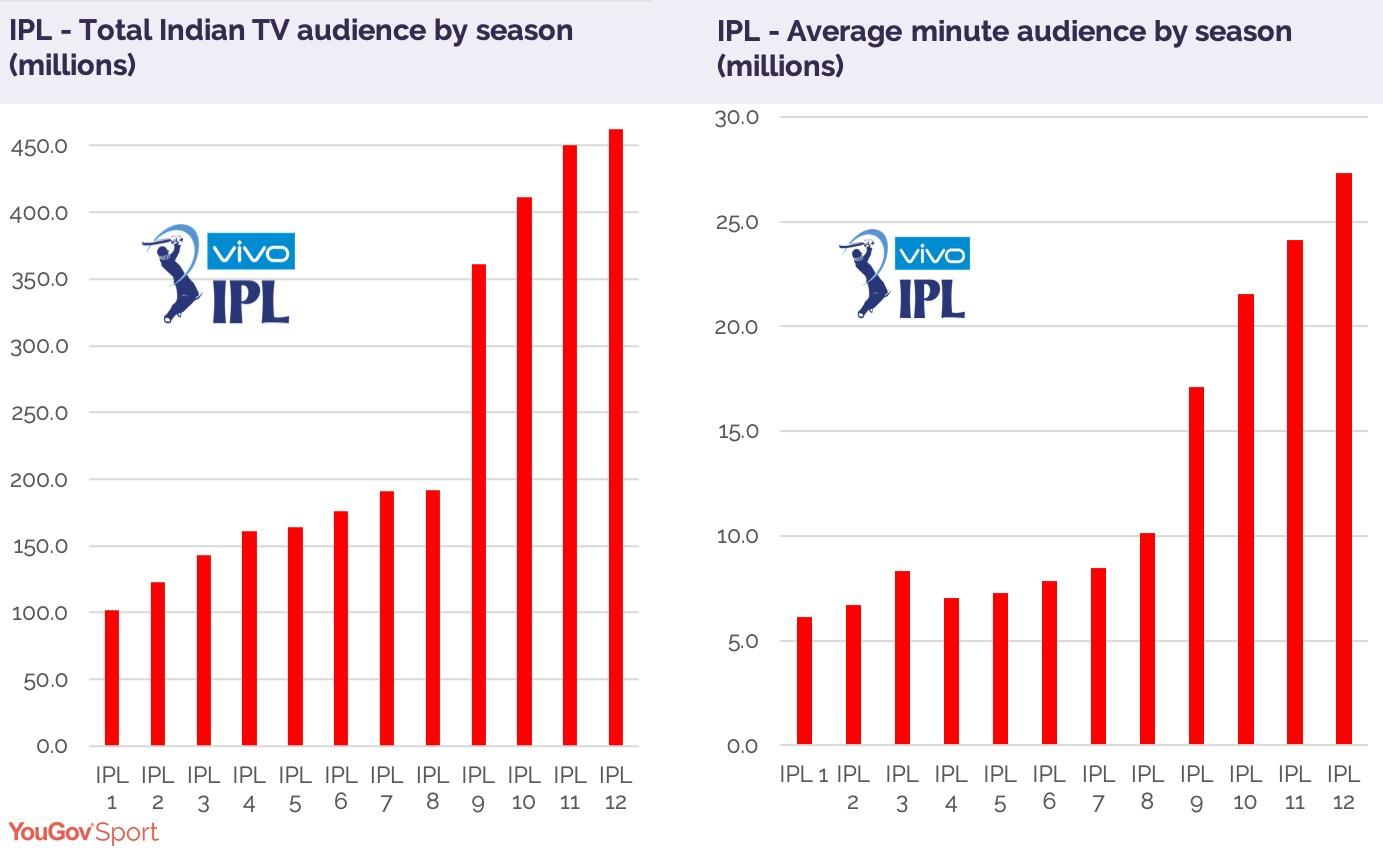 IPL - Total Indian TV audience by season
(millions)
450.0
400.0
350.0
300.0
250.0
200.0
150.0
100.0
50.0
0.0
vivo
IPL
IPL IPL IPL IPL IPL IPL IPL IPL IPL IPL IPL IPL
1 2 3 4 5 6 7 8 9 10 11 12
YouGov Sport
IPL - Average minute audience by season
(millions)
30.0
25.0
20.0
15.0
10.0
5.0
0.0
vivo
IPL
IPL 1 IPL IPL IPL IPL IPL IPL IPL IPL IPL IPL IPL
2 3 4 5 6 7 8 9 10 11 12